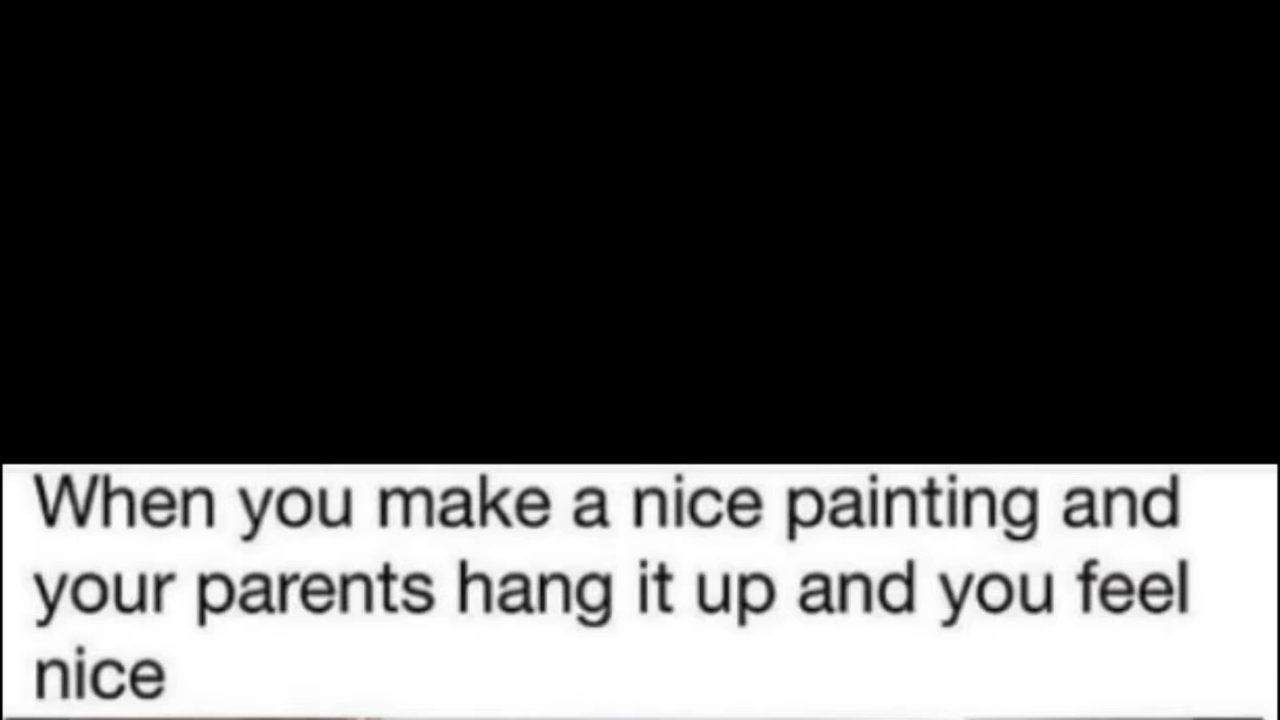 When you make a nice painting and
your parents hang it up and you feel
nice